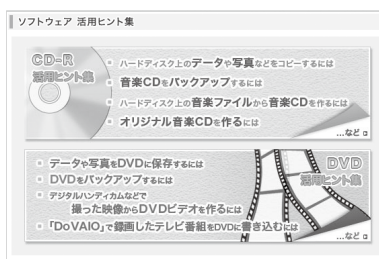 ソフトウェア 活用ヒント集
CD-R
活用ヒント集
ハードディスク上のデータや写真などをコピーするには
音楽CDをバックアップするには
ハードディスク上の音楽ファイルから音楽CDを作るには
オリジナル音楽CDを作るには
...など
データや写真をDVDに保存するには
DVDをバックアップするには
デジタルハンディカムなどで
撮った映像からDVDビデオを作るには
「DoVAIO」で録画したテレビ番組をDVDに書き込むには
DVD
活用ヒント集
...など